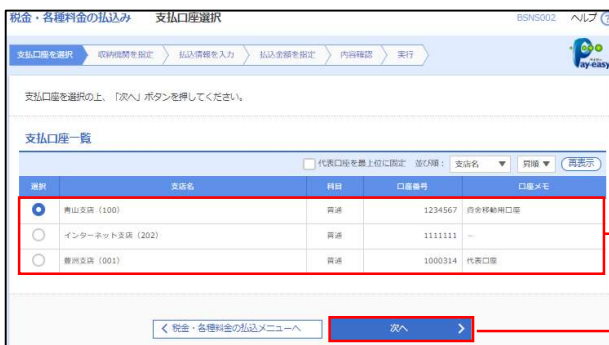 税金・各種料金の払込み 支払口座選択 BSNS002 ヘルプ ?
支払口座を選択 収納機関を指定 払込情報を入力 払込金額を指定 内容確認 実行
Pay-easy
支払口座を選択の上、「次へ」ボタンを押してください。
支払口座一覧
代表口座を最上位に固定 並び順: 支店名 ▼ 昇順 ▼ 再表示
選択 支店名 科目 口座番号 口座メモ
青山支店 (100) 普通 1234567 資金移動用口座
インターネット支店 (202) 普通 1111111 －
豊洲支店 (001) 普通 1000314 代表口座
< 税金・各種料金の払込メニューへ 次へ >